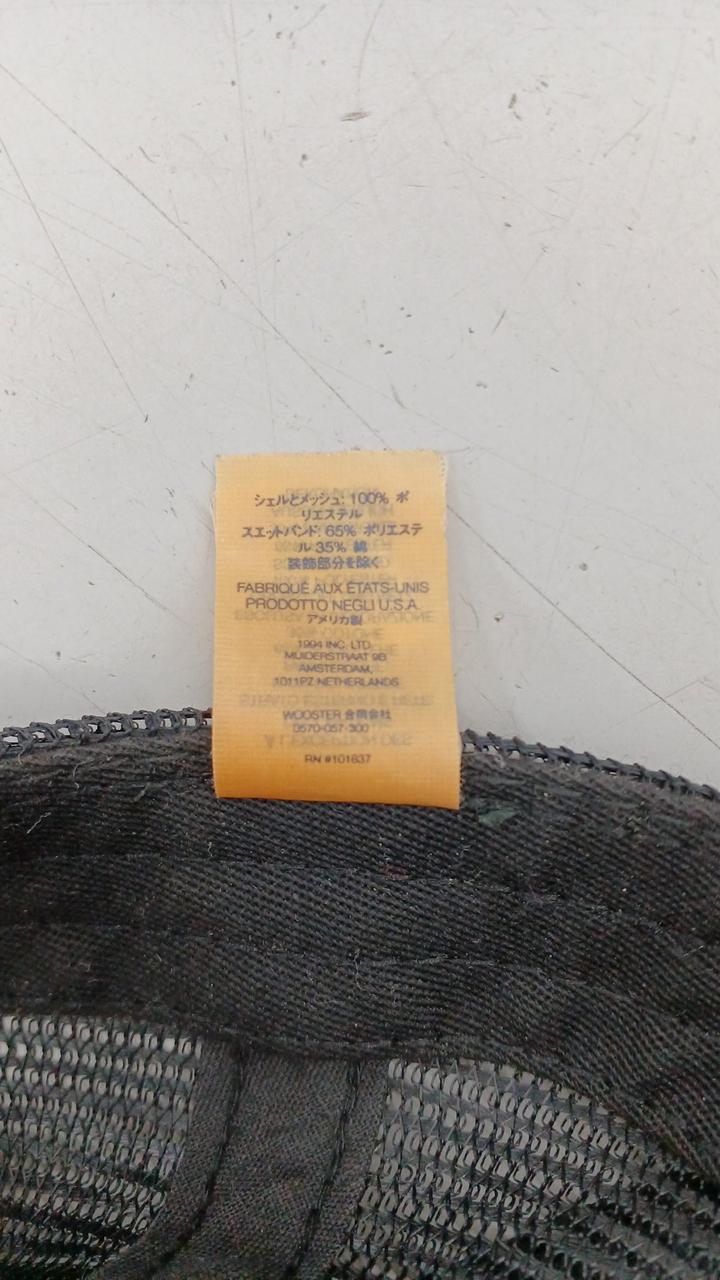 シェルとメッシュ: 100% ポ
リエステル
スエットバンド: 65% ポリエステ
ル 35% 綿
装飾部分を除く
FABRIQUÉ AUX ÉTATS-UNIS
PRODOTTO NEGLI U.S.A.
アメリカ製
1994 INC. LTD
MUIDERSTRAAT 9B
AMSTERDAM,
1011PZ NETHERLANDS
WOOSTER 合同会社
0570-057-300
RN #101637